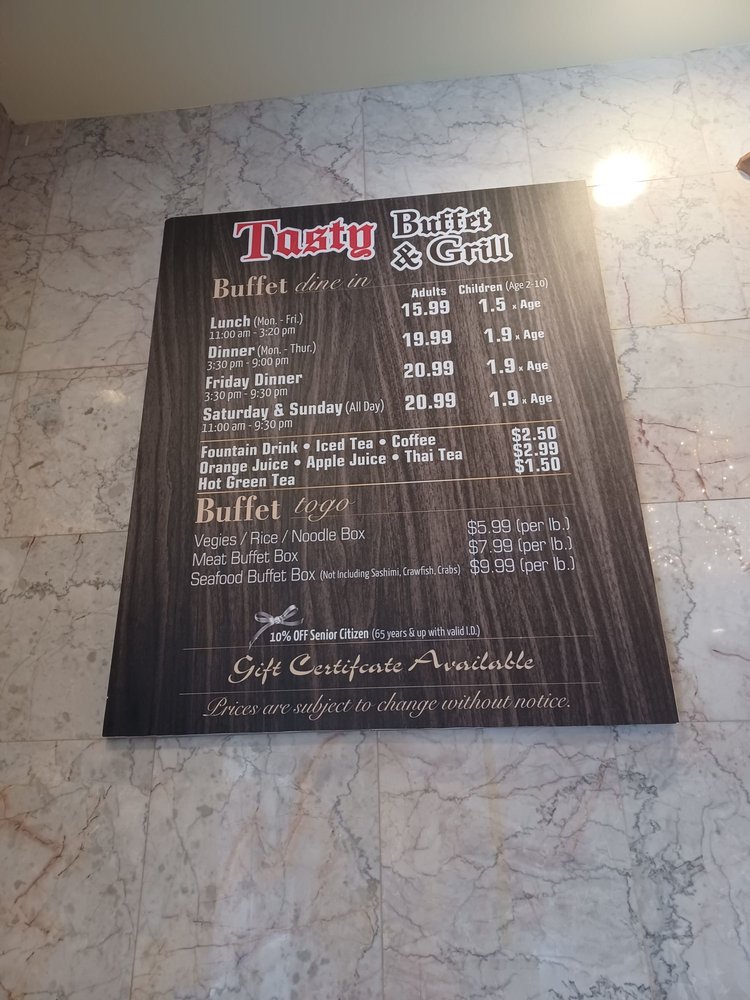 Tasty Buffet & Grill
Buffet dine in
Adults Children (Age 2-10)
Lunch (Mon. - Fri.) 15.99 1.5 x Age
11:00 am - 3:20 pm
Dinner (Mon. - Thur.) 19.99 1.9 x Age
3:30 pm - 9:00 pm
Friday Dinner 20.99 1.9 x Age
3:30 pm - 9:30 pm
Saturday & Sunday (All Day) 20.99 1.9 x Age
11:00 am - 9:30 pm
Fountain Drink • Iced Tea • Coffee $2.50
Orange Juice • Apple Juice • Thai Tea $2.99
Hot Green Tea $1.50
Buffet togo
Vegies / Rice / Noodle Box $5.99 (per lb.)
Meat Buffet Box $7.99 (per lb.)
Seafood Buffet Box (Not Including Sashimi, Crawfish, Crabs) $9.99 (per lb.)
10% OFF Senior Citizen (65 years & up with valid I.D.)
Gift Certifcate Available
Prices are subject to change without notice.